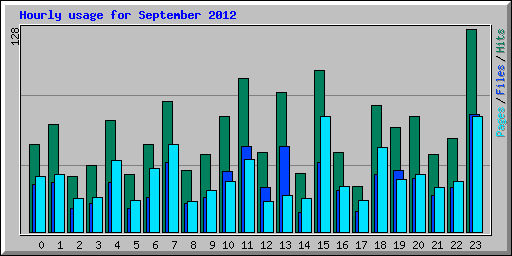 Hourly usage for September 2012
128
Pages/Files/Hits
0 1 2 3 4 5 6 7 8 9 10 11 12 13 14 15 16 17 18 19 20 21 22 23